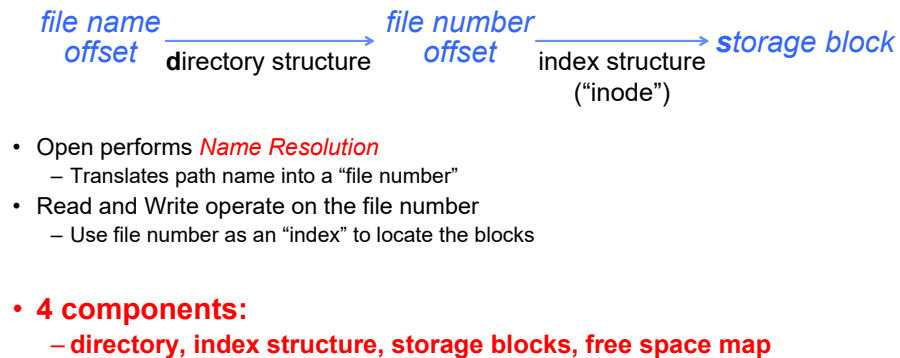 file name
offset
directory structure
file number
offset
index structure
("inode")
storage block
• Open performs Name Resolution
– Translates path name into a “file number”
• Read and Write operate on the file number
– Use file number as an “index” to locate the blocks
• 4 components:
– directory, index structure, storage blocks, free space map